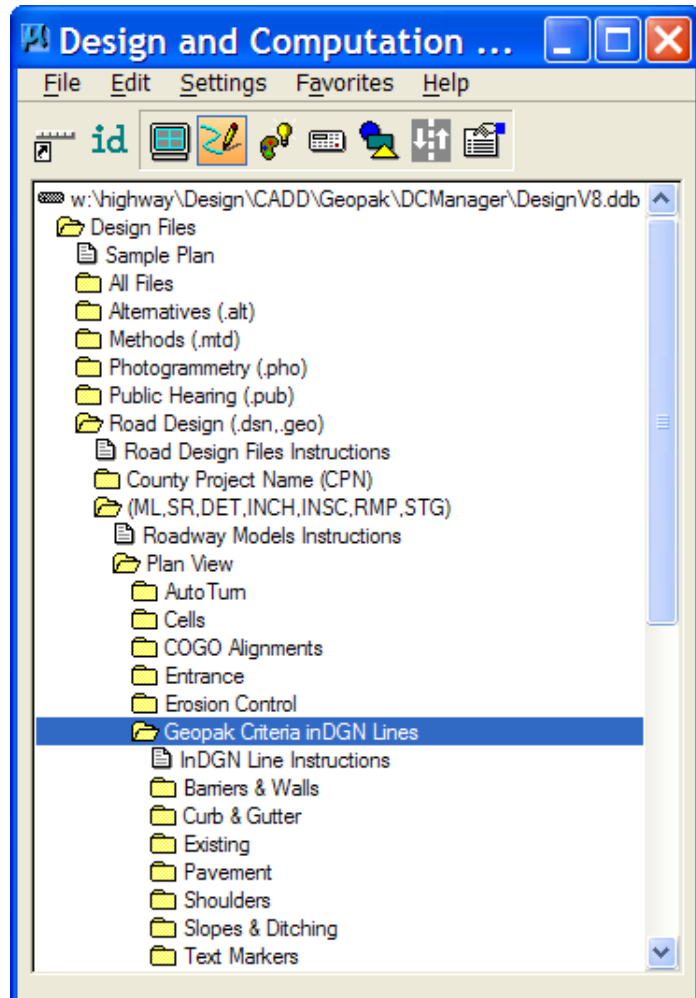 Design and Computation ...
File Edit Settings Favorites Help
id
w:\highway\Design\CADD\Geopak\DCManager\DesignV8.ddb
Design Files
Sample Plan
All Files
Alternatives (.alt)
Methods (.mtd)
Photogrammetry (.pho)
Public Hearing (.pub)
Road Design (.dsn,.geo)
Road Design Files Instructions
County Project Name (CPN)
(ML,SR,DET,INCH,INSC,RMP,STG)
Roadway Models Instructions
Plan View
AutoTurn
Cells
COGO Alignments
Entrance
Erosion Control
Geopak Criteria inDGN Lines
InDGN Line Instructions
Barriers & Walls
Curb & Gutter
Existing
Pavement
Shoulders
Slopes & Ditching
Text Markers